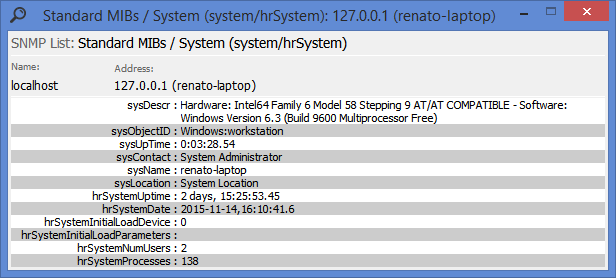 Standard MIBs / System (system/hrSystem): 127.0.0.1 (renato-laptop)
SNMP List: Standard MIBs / System (system/hrSystem)
Name: Address:
localhost 127.0.0.1 (renato-laptop)
sysDescr : Hardware: Intel64 Family 6 Model 58 Stepping 9 AT/AT COMPATIBLE - Software:
Windows Version 6.3 (Build 9600 Multiprocessor Free)
sysObjectID : Windows:workstation
sysUpTime : 0:03:28.54
sysContact : System Administrator
sysName : renato-laptop
sysLocation : System Location
hrSystemUptime : 2 days, 15:25:53.45
hrSystemDate : 2015-11-14,16:10:41.6
hrSystemInitialLoadDevice : 0
hrSystemInitialLoadParameters :
hrSystemNumUsers : 2
hrSystemProcesses : 138